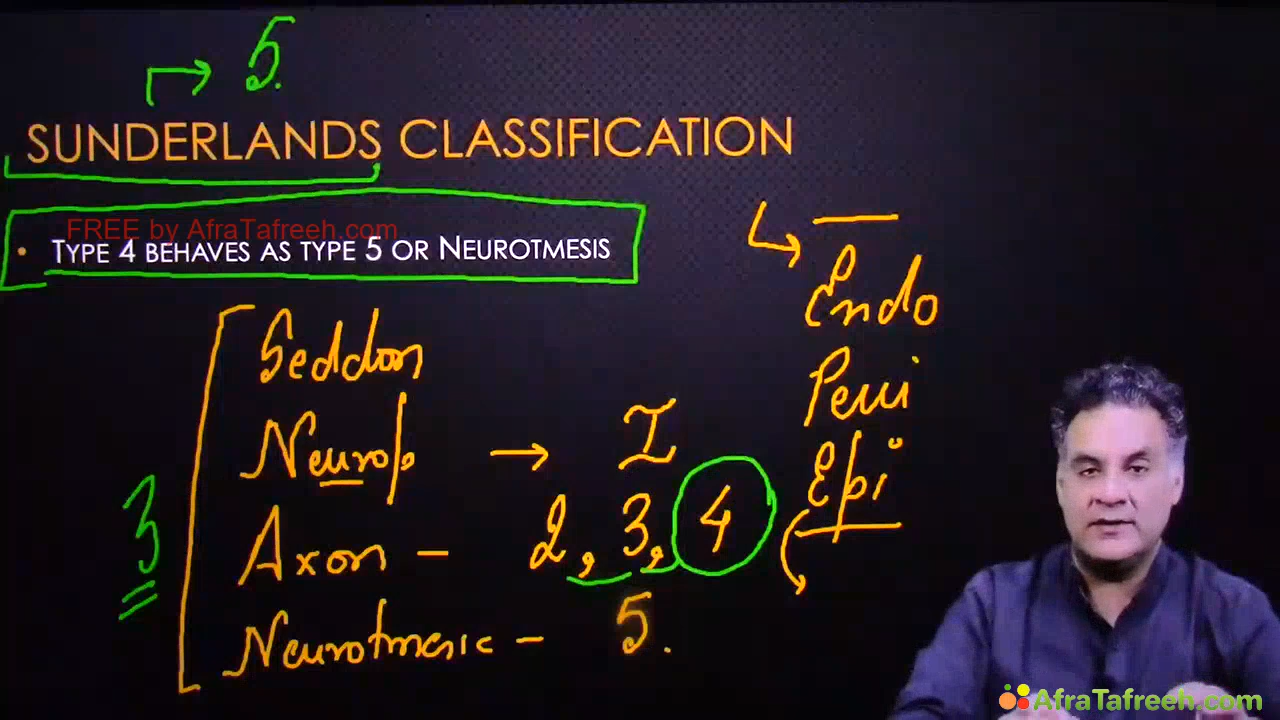 5.
SUNDERLANDS CLASSIFICATION
FREE by AfraTafreeh.com
• TYPE 4 BEHAVES AS TYPE 5 OR NEUROTMESIS
Endo
Peri
Epi
Seddon
Neurop → I
3 Axon - 2, 3, 4
Neurotmesis - 5.
AfraTafreeh.com